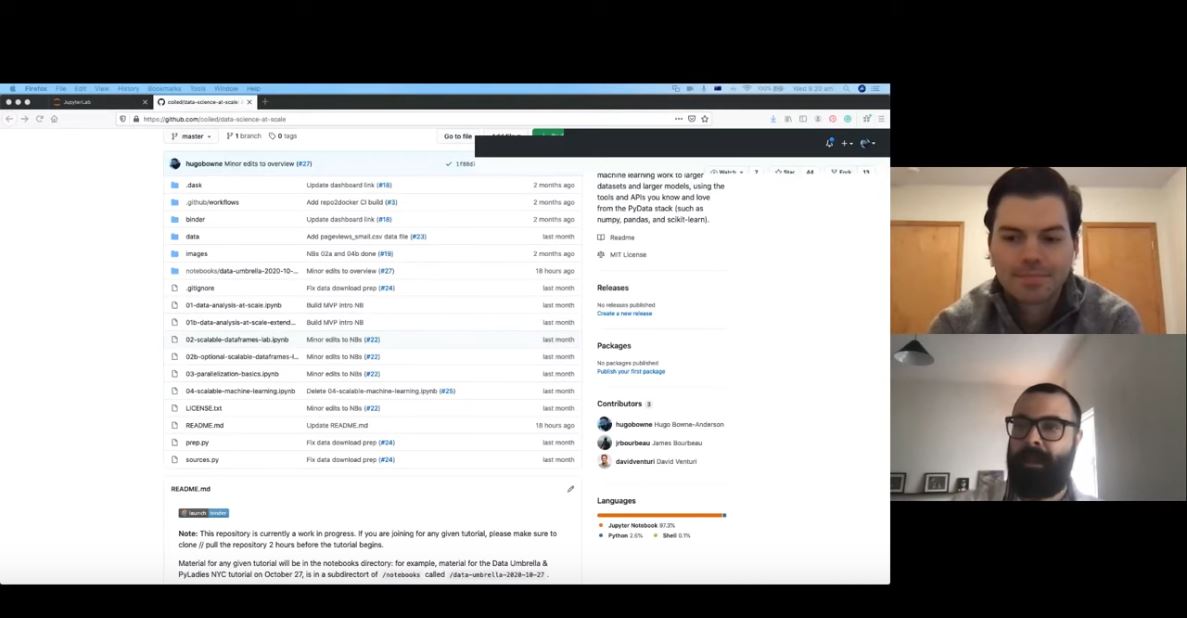 Firefox File Edit View History Bookmarks Tools Window Help 100% Wed 9:20 am
JupyterLab
coiled/data-science-at-scale
https://github.com/coiled/data-science-at-scale
master 1 branch 0 tags Go to file
hugobowne Minor edits to overview (#27)
.dask Update dashboard link (#18) 2 months ago
.github/workflows Add repo2docker CI build (#3) 2 months ago
binder Update dashboard link (#18) 2 months ago
data Add pageviews_small.csv data file (#23) last month
images NBs 02a and 04b done (#19) 2 months ago
notebooks/data-umbrella-2020-10-... Minor edits to overview (#27) 18 hours ago
.gitignore Fix data download prep (#24) last month
01-data-analysis-at-scale.ipynb Build MVP intro NB last month
01b-data-analysis-at-scale-extend... Build MVP intro NB last month
02-scalable-dataframes-lab.ipynb Minor edits to NBs (#22) last month
02b-optional-scalable-dataframes-l... Minor edits to NBs (#22) last month
03-parallelization-basics.ipynb Minor edits to NBs (#22) last month
04-scalable-machine-learning.ipynb Delete 04-scalable-machine-learning.ipynb (#25) last month
LICENSE.txt Minor edits to NBs (#22) last month
README.md Update README.md 18 hours ago
prep.py Fix data download prep (#24) last month
sources.py Fix data download prep (#24) last month
README.md
launch binder
Note: This repository is currently a work in progress. If you are joining for any given tutorial, please make sure to
clone // pull the repository 2 hours before the tutorial begins.
Material for any given tutorial will be in the notebooks directory: for example, material for the Data Umbrella &
PyLadies NYC tutorial on October 27, is in a subdirector of /notebooks called /data-umbrella-2020-10-27 .
machine learning work to larger
datasets and larger models, using the
tools and APIs you know and love
from the PyData stack (such as
numpy, pandas, and scikit-learn).
Readme
MIT License
Releases
No releases published
Create a new release
Packages
No packages published
Publish your first package
Contributors 3
hugobowne Hugo Bowne-Anderson
jrbourbeau James Bourbeau
davidventuri David Venturi
Languages
Jupyter Notebook 97.3%
Python 2.6% Shell 0.1%